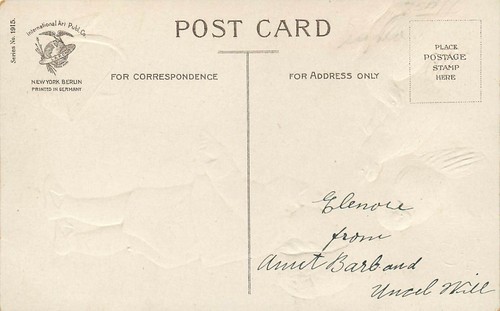 Series No. 1915.
International Art Publ. Co.
NEW YORK BERLIN
PRINTED IN GERMANY
POST CARD
FOR CORRESPONDENCE
FOR ADDRESS ONLY
PLACE
POSTAGE
STAMP
HERE
Elenore
from
Aunt Barb and
Uncel Will